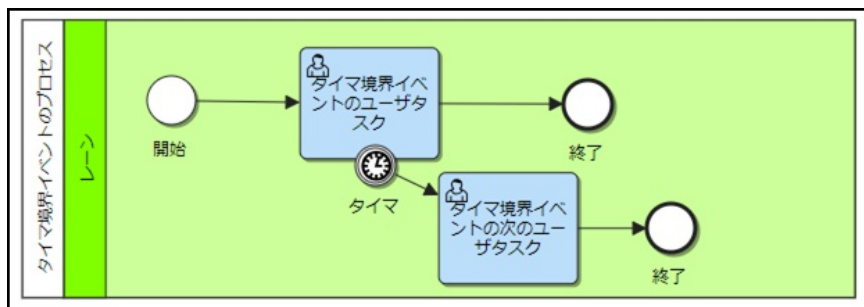 タイマ境界イベントのプロセス
レーン
開始
タイマ境界イベ
ントのユーザタ
スク
終了
タイマ
タイマ境界イベ
ントの次のユー
ザタスク
終了